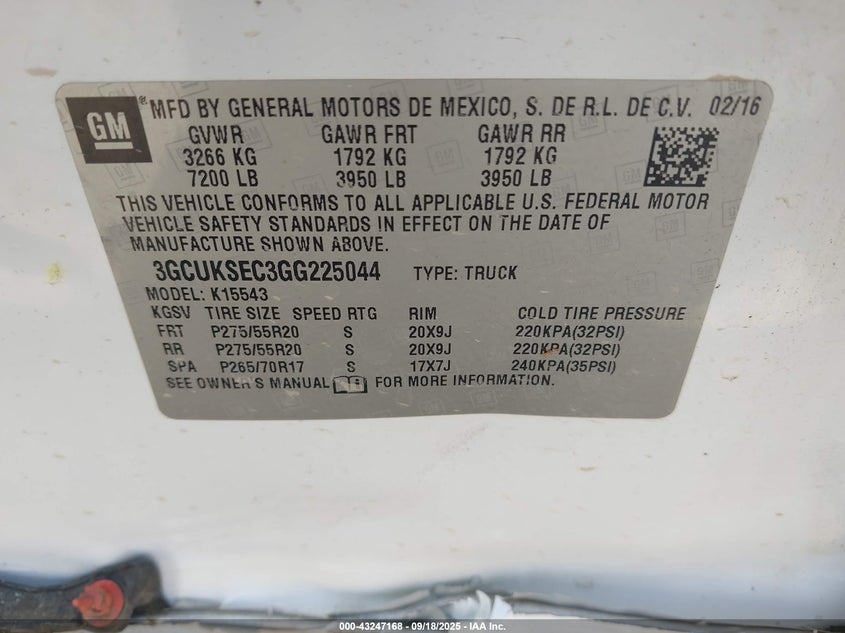 GM
® MFD BY GENERAL MOTORS DE MEXICO, S. DE R.L. DE C.V. 02/16
GVWR GAWR FRT GAWR RR
3266 KG 1792 KG 1792 KG
7200 LB 3950 LB 3950 LB
THIS VEHICLE CONFORMS TO ALL APPLICABLE U.S. FEDERAL MOTOR
VEHICLE SAFETY STANDARDS IN EFFECT ON THE DATE OF
MANUFACTURE SHOWN ABOVE.
3GCUKSEC3GG225044 TYPE: TRUCK
MODEL: K15543
KGSV TIRE SIZE SPEED RTG RIM COLD TIRE PRESSURE
FRT P275/55R20 S 20X9J 220KPA(32PSI)
RR P275/55R20 S 20X9J 220KPA(32PSI)
SPA P265/70R17 S 17X7J 240KPA(35PSI)
SEE OWNER'S MANUAL FOR MORE INFORMATION.
000-43247168 - 09/18/2025 - IAA Inc.